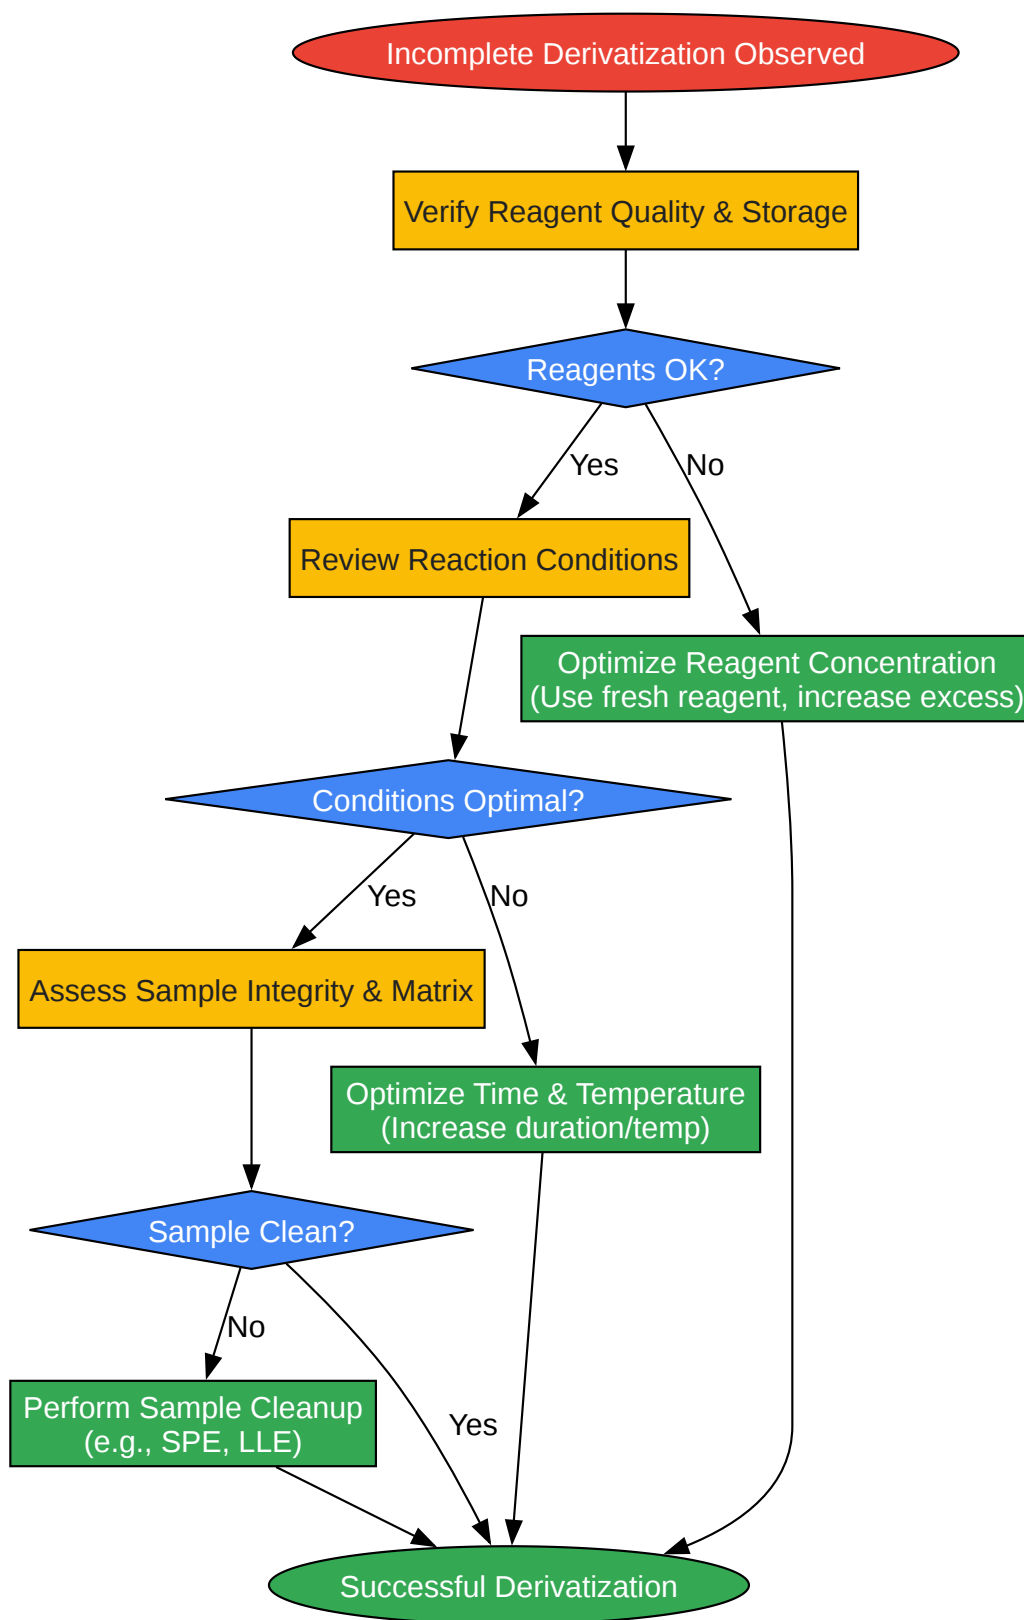 Incomplete Derivatization Observed
Verify Reagent Quality & Storage
Reagents OK?
Yes
No
Review Reaction Conditions
Optimize Reagent Concentration
(Use fresh reagent, increase excess)
Conditions Optimal?
Yes
No
Assess Sample Integrity & Matrix
Optimize Time & Temperature
(Increase duration/temp)
Sample Clean?
No
Yes
Perform Sample Cleanup
(e.g., SPE, LLE)
Successful Derivatization